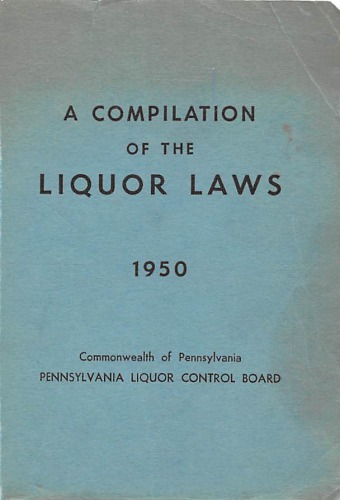 A COMPILATION
OF THE
LIQUOR LAWS
1950
Commonwealth of Pennsylvania
PENNSYLVANIA LIQUOR CONTROL BOARD